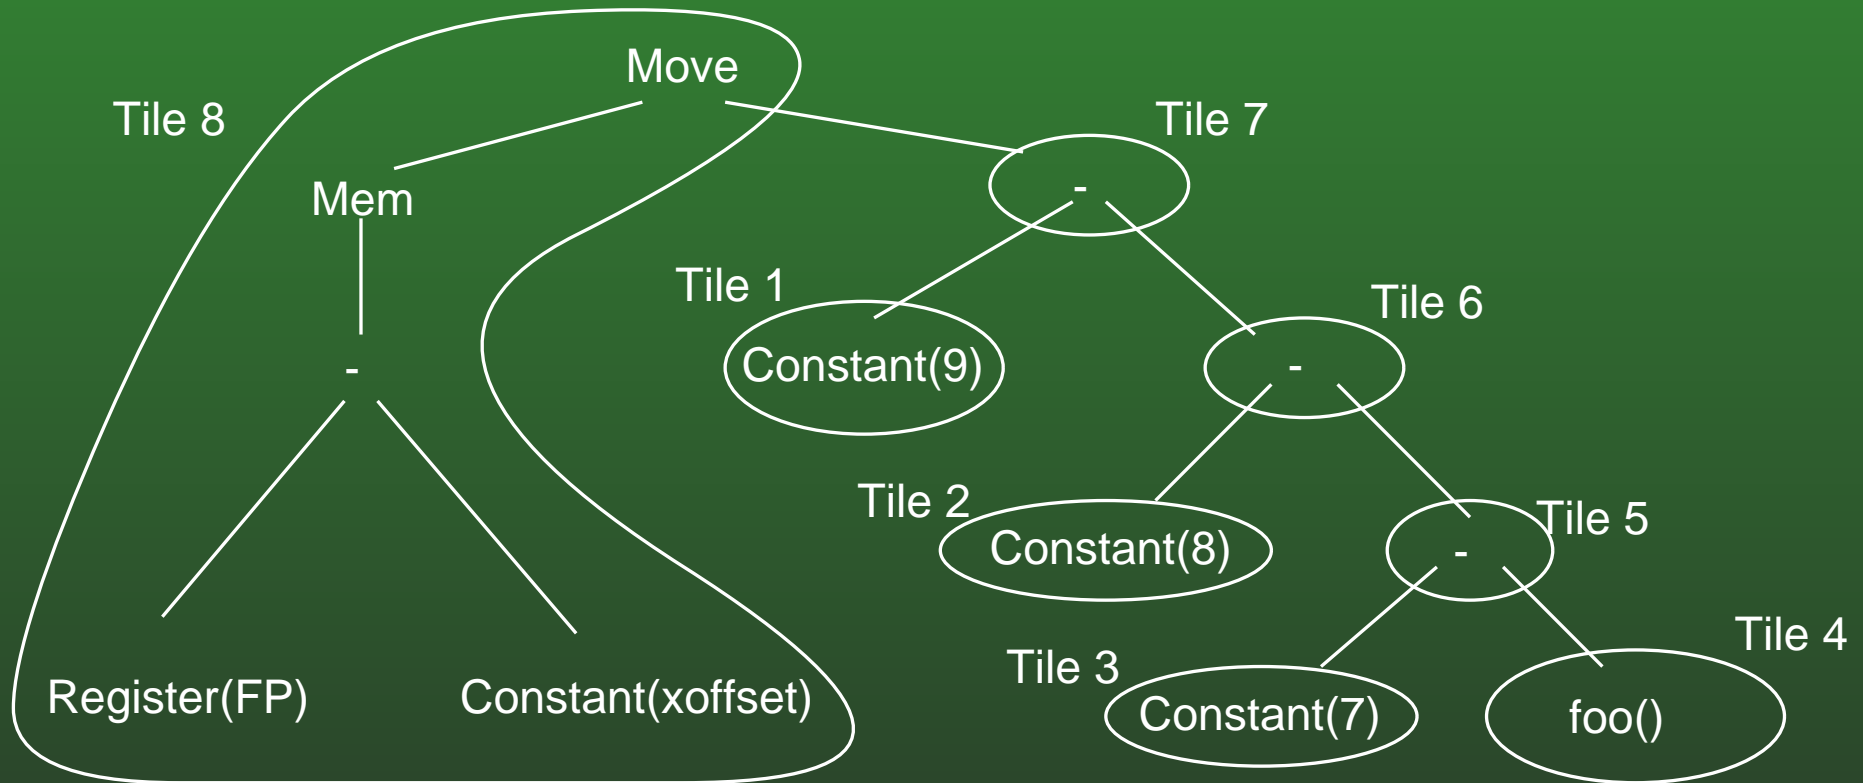 Move
Tile 8
Tile 7
-
Mem
Tile 1
Tile 6
-
Constant(9)
-
Tile 2
Tile 5
Constant(8)
-
Tile 4
Tile 3
Register(FP)
Constant(xoffset)
Constant(7)
foo()